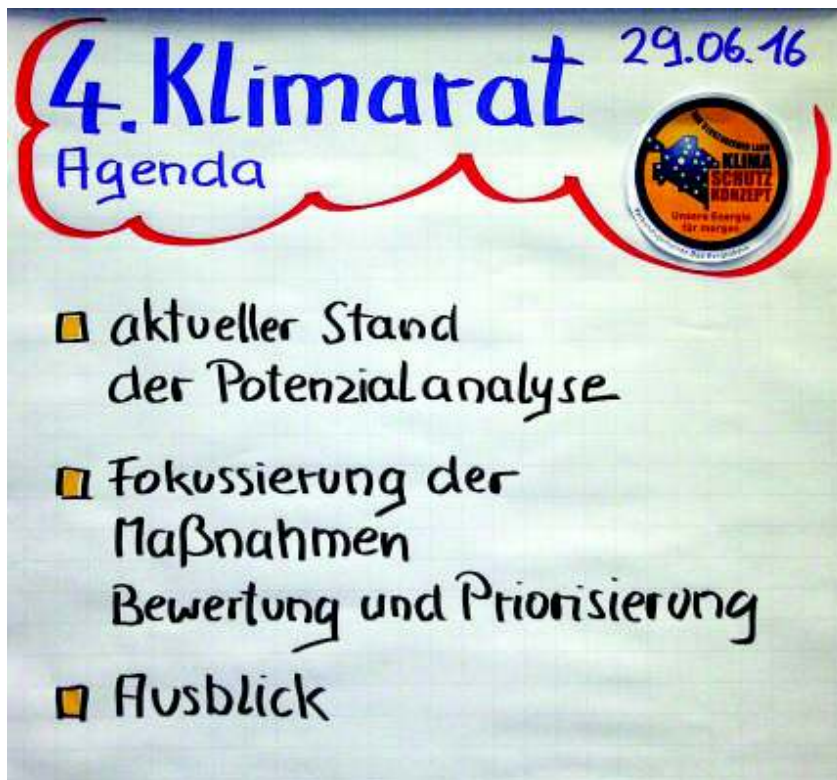 4. Klimarat
29.06.16
Agenda
KLIMA
SCHUTZ
KONZEPT
Unsere Energie
für morgen
aktueller Stand
der Potenzialanalyse
Fokussierung der
Maßnahmen
Bewertung und Priorisierung
Ausblick